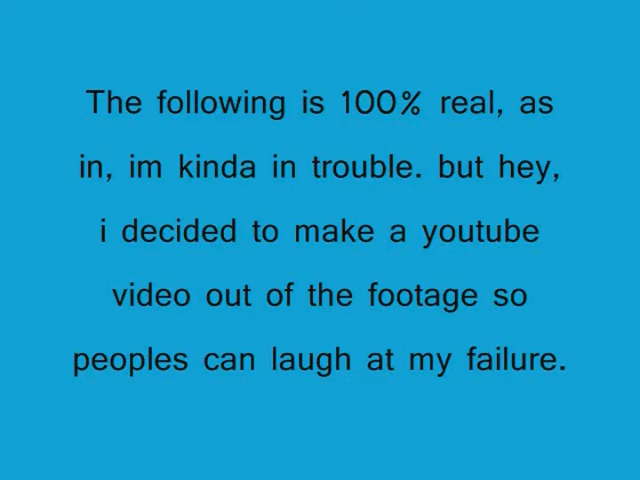 The following is 100% real, as
in, im kinda in trouble. but hey,
i decided to make a youtube
video out of the footage so
peoples can laugh at my failure.